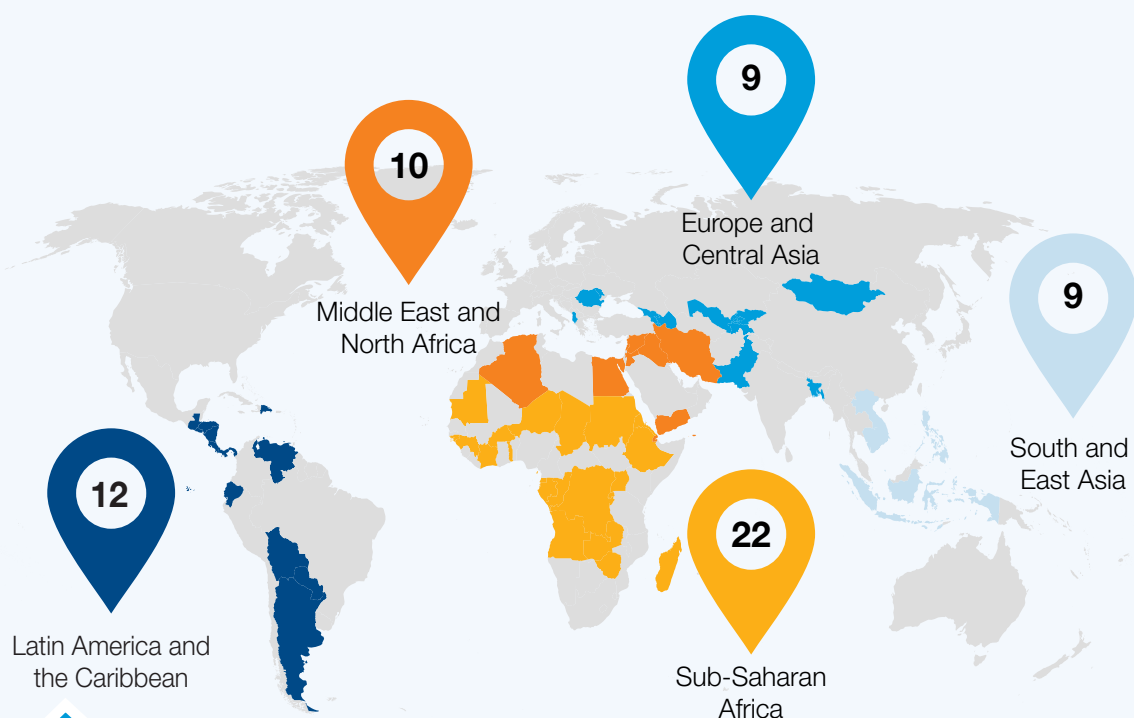 9
Europe and
Central Asia
10
Middle East and
North Africa
9
South and
East Asia
12
Latin America and
the Caribbean
22
Sub-Saharan
Africa